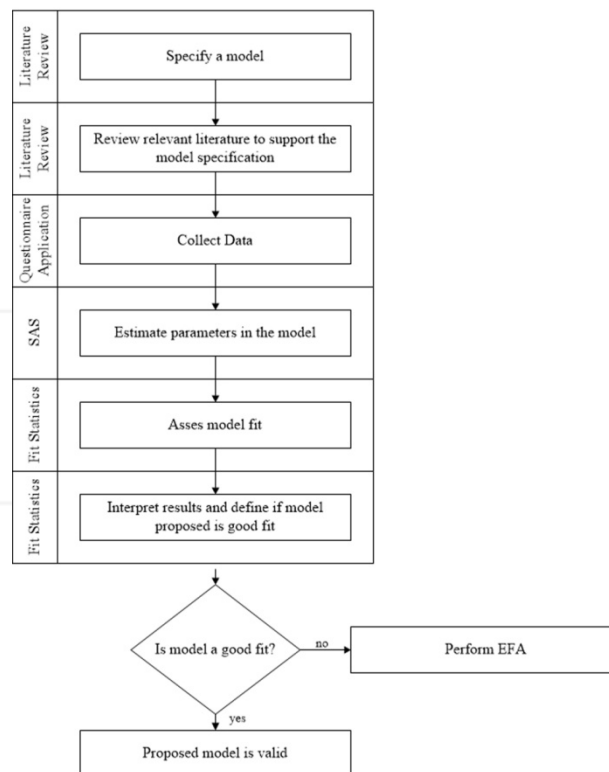 Literature
Review
Specify a model
Literature
Review
Review relevant literature to support the
model specification
Questionnaire
Application
Collect Data
SAS
Estimate parameters in the model
Fit Statistics
Asses model fit
Fit Statistics
Interpret results and define if model
proposed is good fit
Is model a good fit?
no
Perform EFA
yes
Proposed model is valid